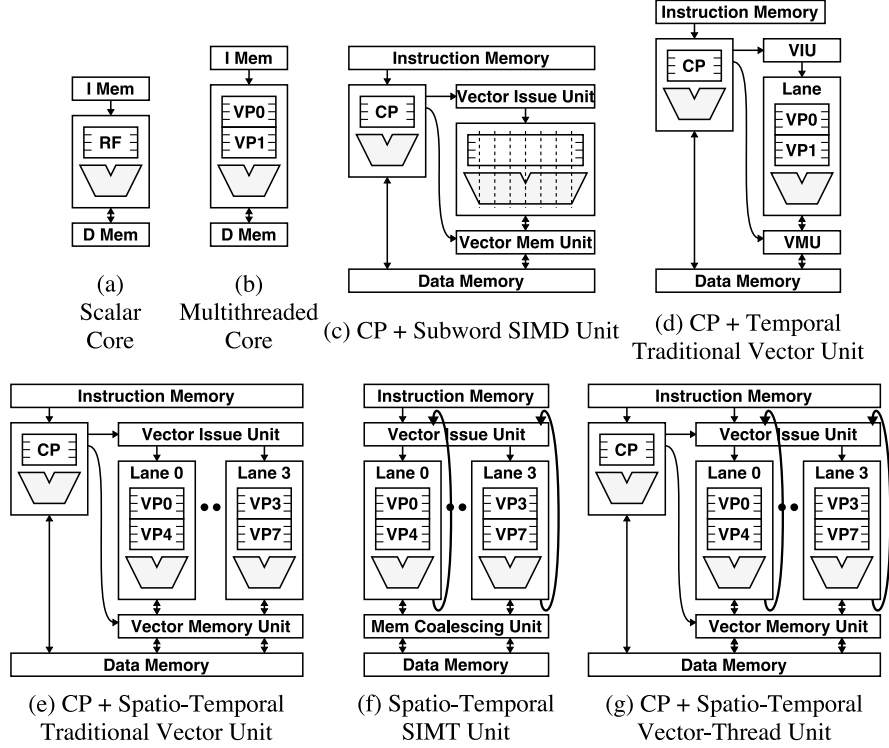 I Mem
RF
D Mem
(a)
Scalar
Core
I Mem
VP0
VP1
D Mem
(b)
Multithreaded
Core
Instruction Memory
CP
Vector Issue Unit
Vector Mem Unit
Data Memory
(c) CP + Subword SIMD Unit
Instruction Memory
CP
VIU
Lane
VP0
VP1
VMU
Data Memory
(d) CP + Temporal
Traditional Vector Unit
Instruction Memory
CP
Vector Issue Unit
Lane 0
Lane 3
VP0
VP3
VP4
VP7
Vector Memory Unit
Data Memory
(e) CP + Spatio-Temporal
Traditional Vector Unit
Instruction Memory
Vector Issue Unit
Lane 0
Lane 3
VP0
VP3
VP4
VP7
Mem Coalescing Unit
Data Memory
(f) Spatio-Temporal
SIMT Unit
Instruction Memory
CP
Vector Issue Unit
Lane 0
Lane 3
VP0
VP3
VP4
VP7
Vector Memory Unit
Data Memory
(g) CP + Spatio-Temporal
Vector-Thread Unit